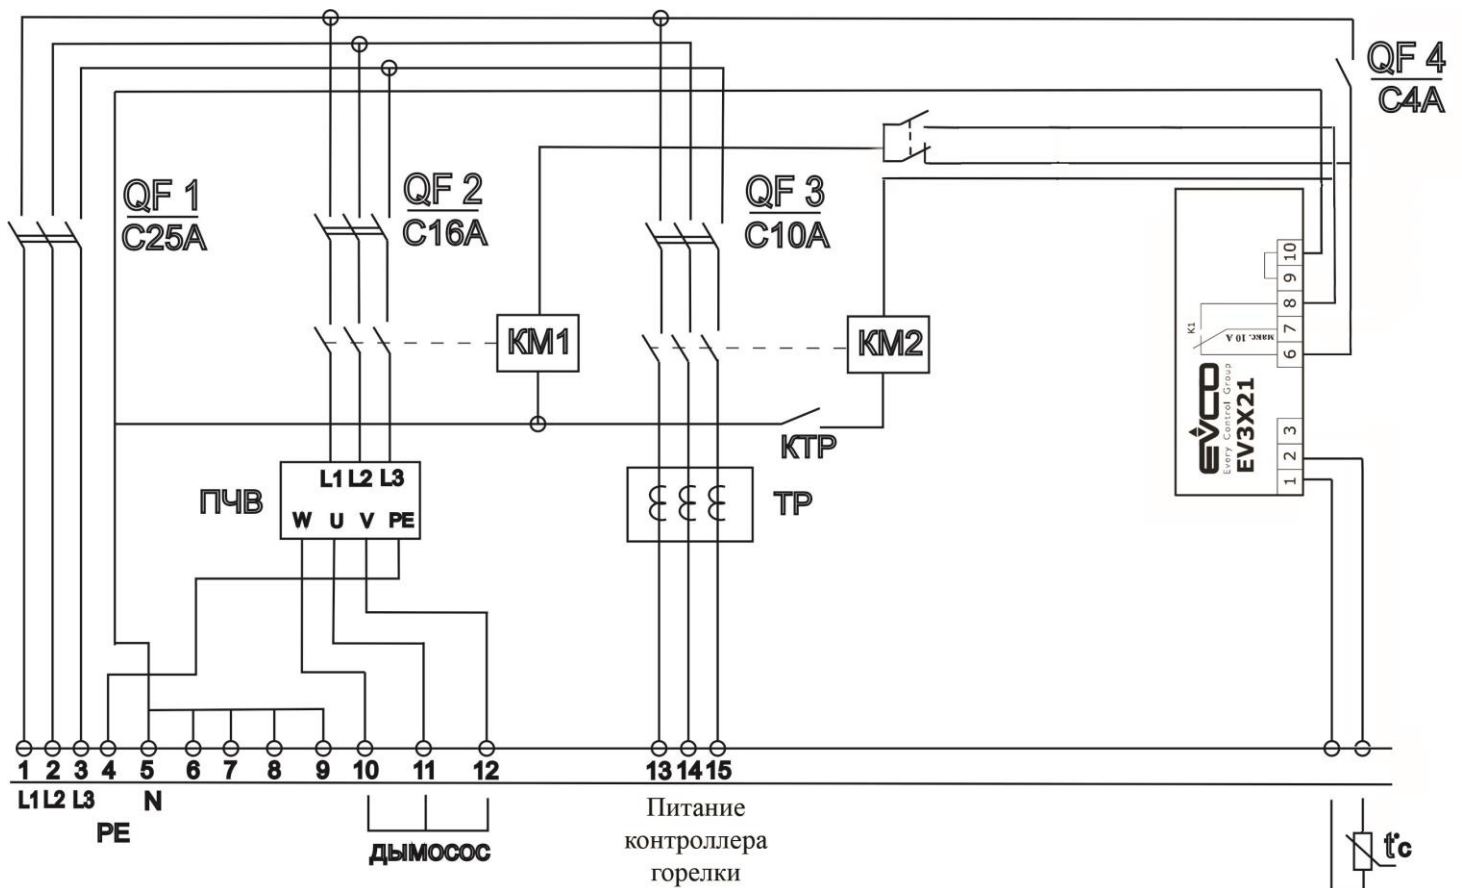 QF 4
C4A
QF 1
C25A
QF 2
C16A
QF 3
C10A
КМ1
КМ2
КТР
10
9
8
7
6
3
2
1
K1
макс. 10 А
EVCO
Every Control Group
EV3X21
ПЧВ
L1 L2 L3
W U V PE
ТР
1 2 3 4 5 6 7 8 9 10 11 12 13 14 15
L1 L2 L3 N
PE
ДЫМОСОС
Питание
контроллера
горелки
t°c